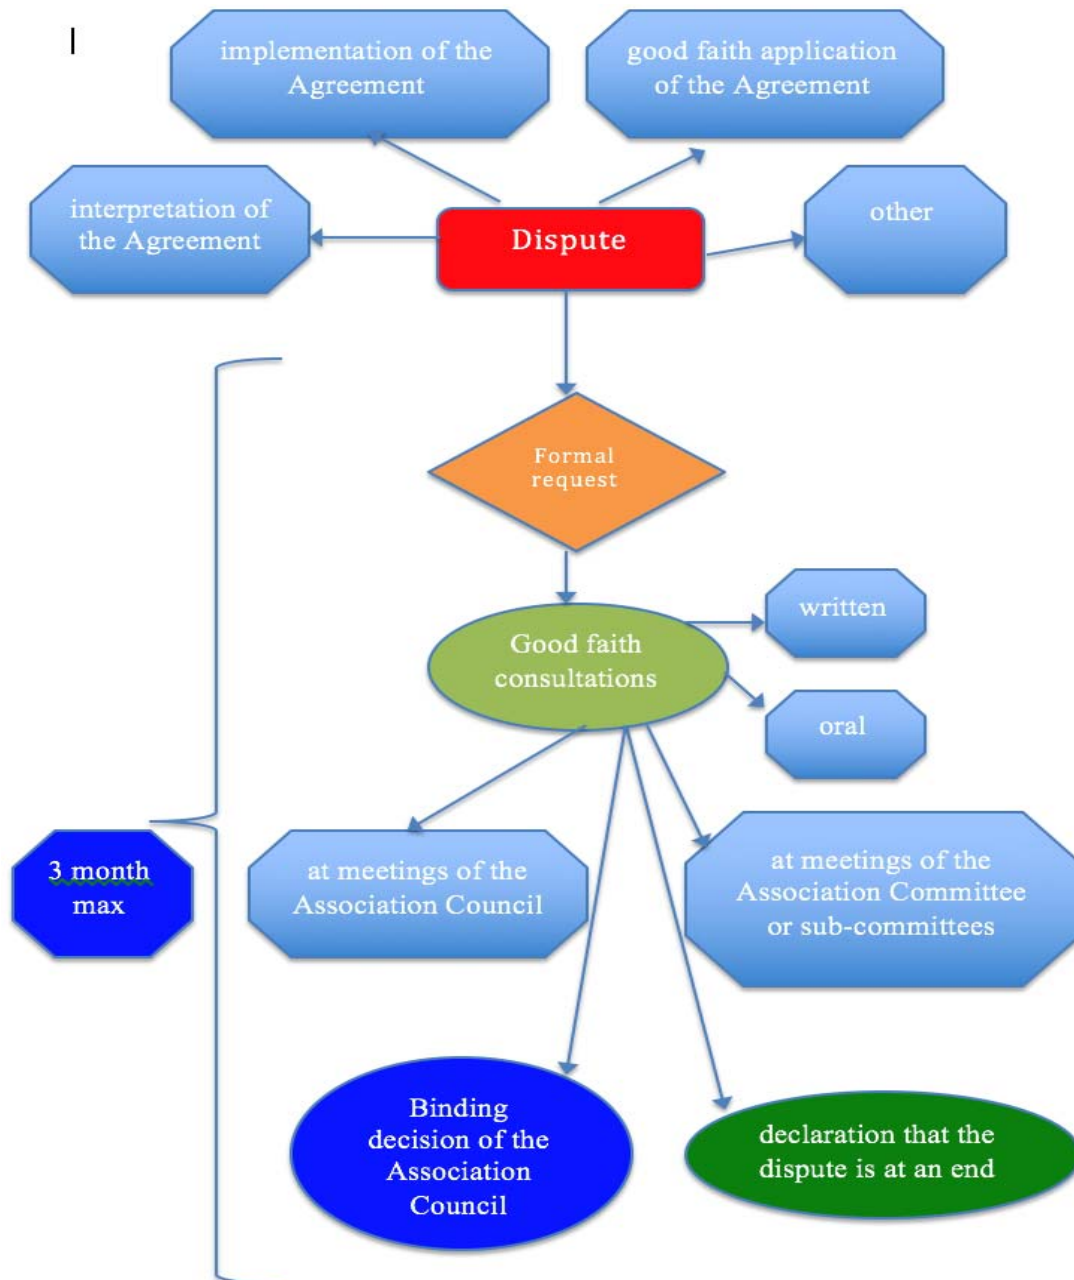 implementation of the
Agreement
good faith application
of the Agreement
interpretation of
the Agreement
Dispute
other
Formal
request
written
Good faith
consultations
oral
3 month
max
at meetings of the
Association Council
at meetings of the
Association Committee
or sub-committees
Binding
decision of the
Association
Council
declaration that the
dispute is at an end